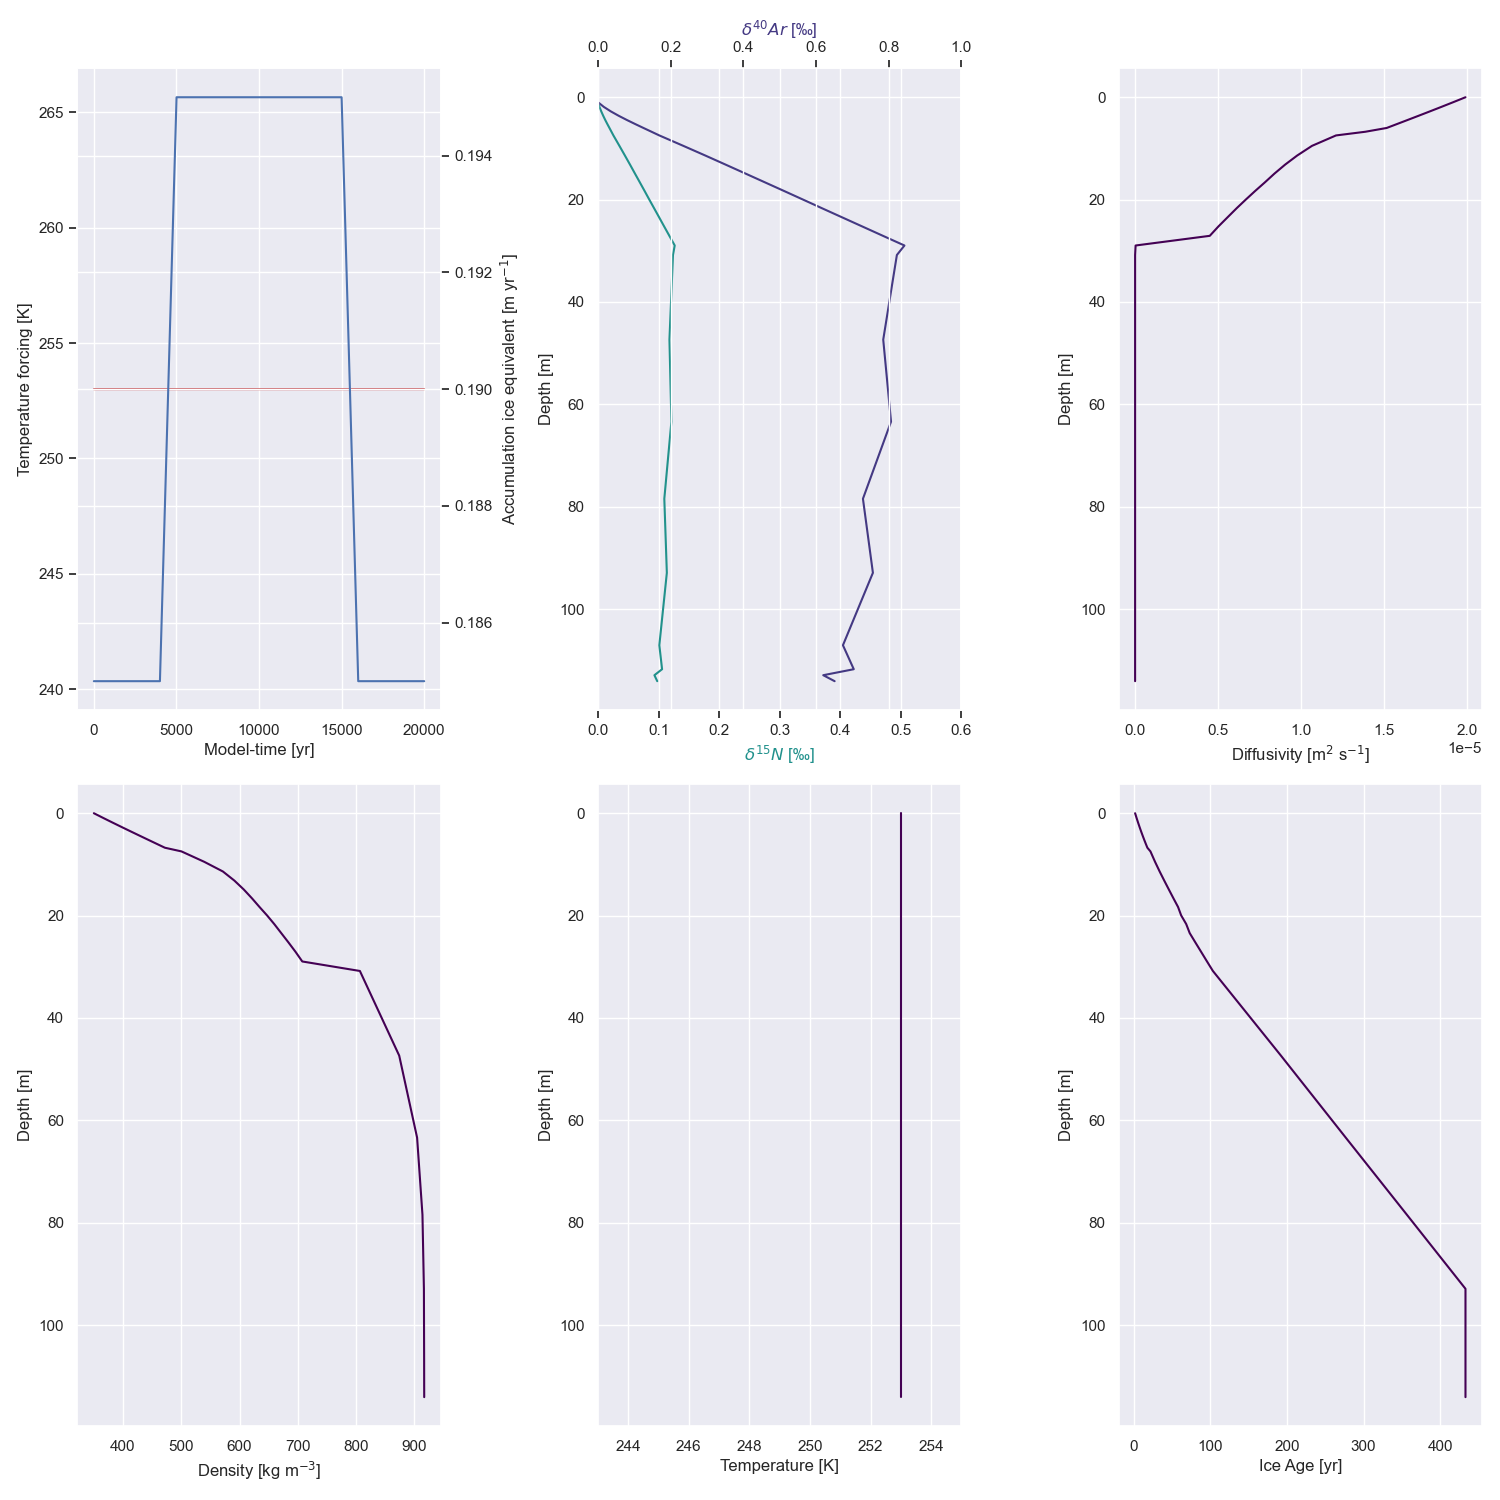 265
260
255
250
245
240
Temperature forcing [K]
0.194
0.192
0.190
0.188
0.186
Accumulation ice equivalent [m yr⁻¹]
0 5000 10000 15000 20000
Model-time [yr]
δ⁴⁰Ar [‰]
0.0 0.2 0.4 0.6 0.8 1.0
0
20
40
60
80
100
Depth [m]
0.0 0.1 0.2 0.3 0.4 0.5 0.6
δ¹⁵N [‰]
0
20
40
60
80
100
Depth [m]
0.0 0.5 1.0 1.5 2.0
1e−5
Diffusivity [m² s⁻¹]
0
20
40
60
80
100
Depth [m]
400 500 600 700 800 900
Density [kg m⁻³]
0
20
40
60
80
100
Depth [m]
244 246 248 250 252 254
Temperature [K]
0
20
40
60
80
100
Depth [m]
0 100 200 300 400
Ice Age [yr]